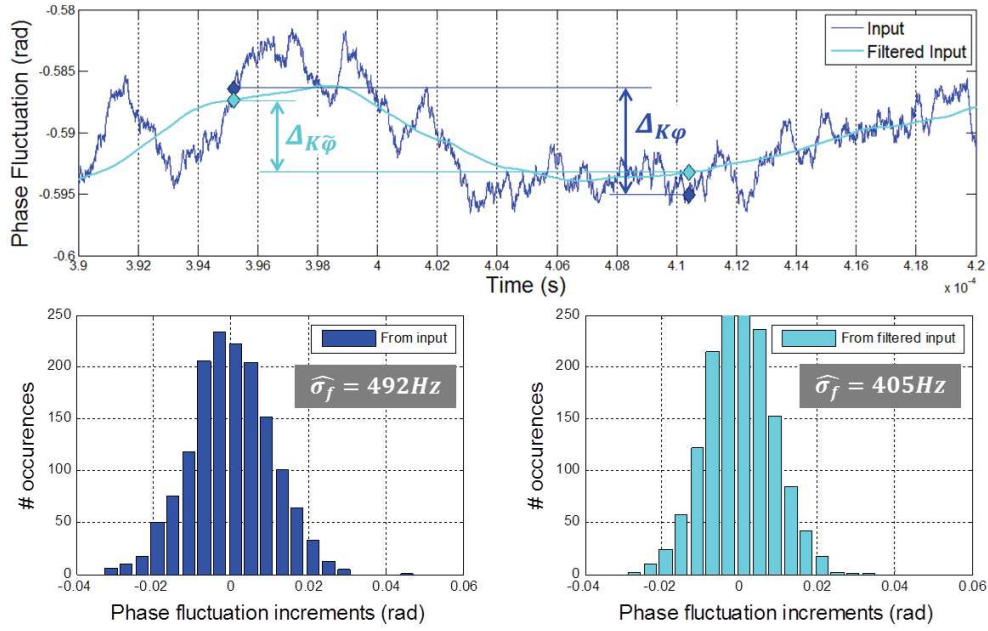 -0.58
-0.585
-0.59
-0.595
-0.6
Phase Fluctuation (rad)
Input
Filtered Input
Δ_{Kφ̃}
Δ_{Kφ}
3.9 3.92 3.94 3.96 3.98 4 4.02 4.04 4.06 4.08 4.1 4.12 4.14 4.16 4.18 4.2
Time (s)
x 10⁻⁴
250
200
150
100
50
0
# occurences
From input
σ̂_f = 492Hz
-0.04 -0.02 0 0.02 0.04 0.06
Phase fluctuation increments (rad)
250
200
150
100
50
0
# occurences
From filtered input
σ̂_f = 405Hz
-0.04 -0.02 0 0.02 0.04 0.06
Phase fluctuation increments (rad)